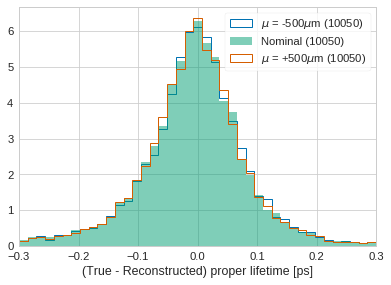 μ = -500μm (10050)
Nominal (10050)
μ = +500μm (10050)
6
5
4
3
2
1
0
−0.3 −0.2 −0.1 0.0 0.1 0.2 0.3
(True - Reconstructed) proper lifetime [ps]